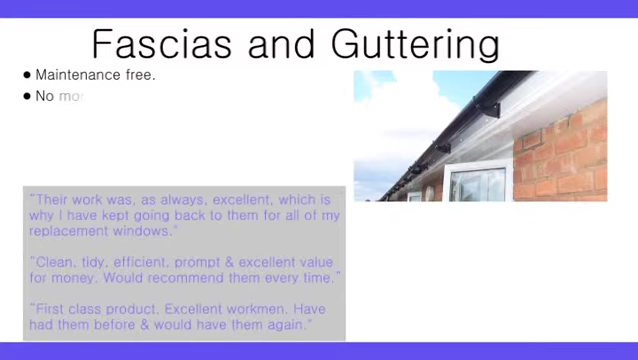 Fascias and Guttering
● Maintenance free.
● No mo
"Their work was, as always, excellent, which is
why I have kept going back to them for all of my
replacement windows."
"Clean, tidy, efficient, prompt & excellent value
for money. Would recommend them every time."
"First class product. Excellent workmen. Have
had them before & would have them again."